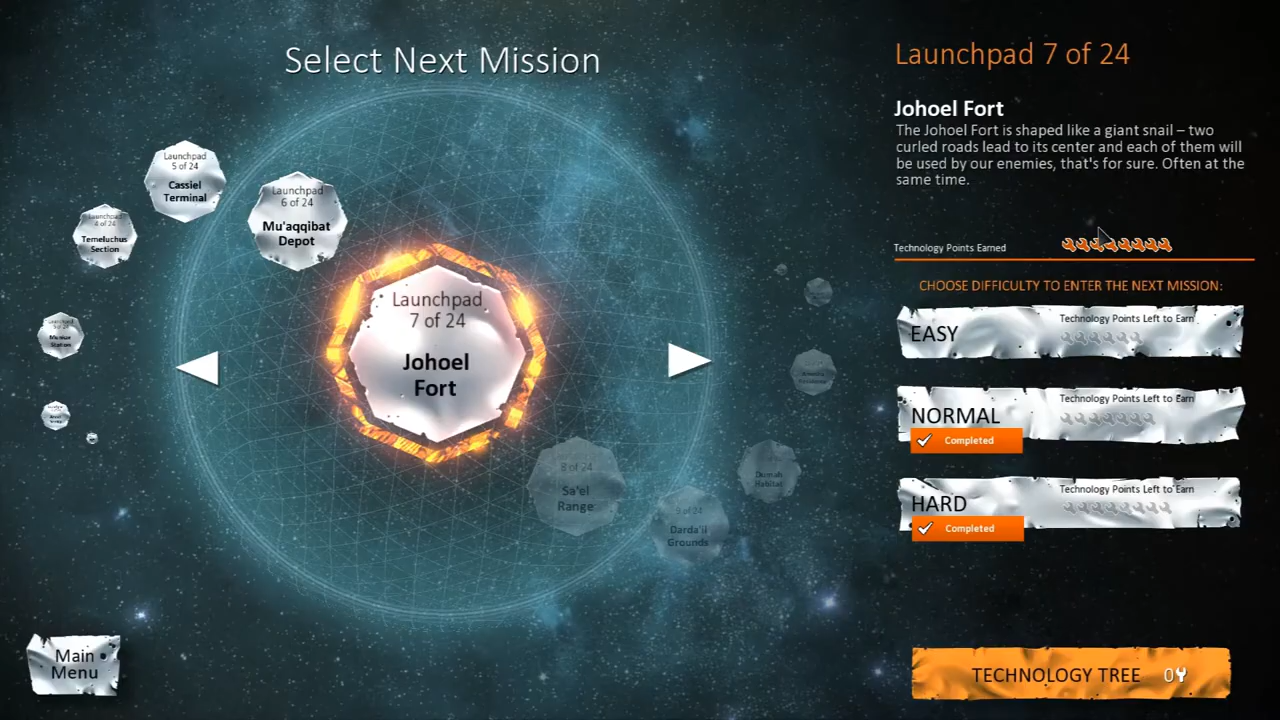 Select Next Mission
Launchpad
5 of 24
Cassiel
Terminal
Launchpad
6 of 24
Mu'aqqibat
Depot
Launchpad
4 of 24
Temeluchus
Section
Station
Launchpad
7 of 24
Johoel
Fort
8 of 24
Sa'el
Range
9 of 24
Darda'il
Grounds
Dumah
Habitat
Main
Menu
Launchpad 7 of 24
Johoel Fort
The Johoel Fort is shaped like a giant snail – two
curled roads lead to its center and each of them will
be used by our enemies, that's for sure. Often at the
same time.
Technology Points Earned
CHOOSE DIFFICULTY TO ENTER THE NEXT MISSION:
EASY
Technology Points Left to Earn
NORMAL
Technology Points Left to Earn
Completed
HARD
Technology Points Left to Earn
Completed
TECHNOLOGY TREE 0